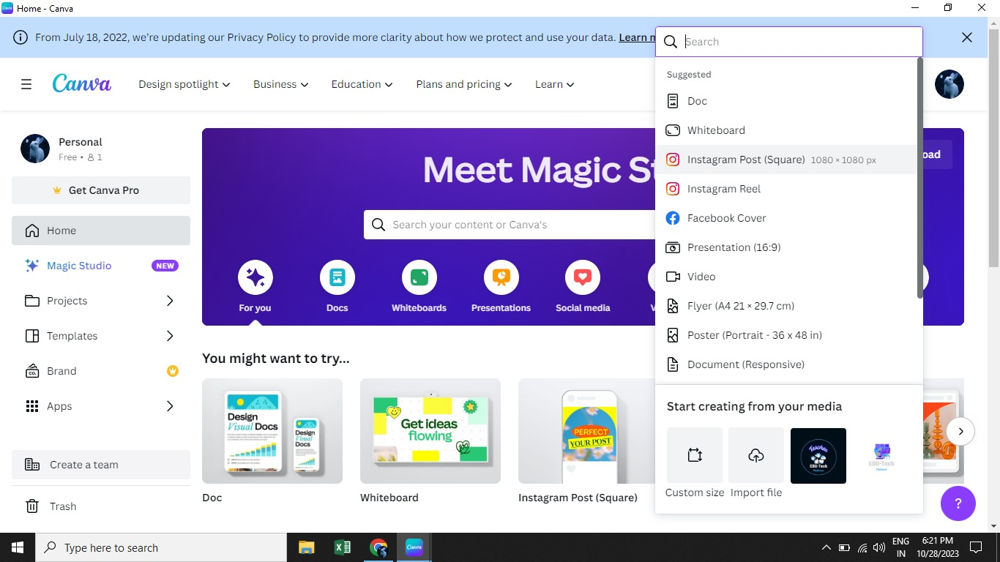 Home - Canva
From July 18, 2022, we're updating our Privacy Policy to provide more clarity about how we protect and use your data. Learn
Search
Canva
Design spotlight
Business
Education
Plans and pricing
Learn
Suggested
Doc
Whiteboard
Instagram Post (Square) 1080 × 1080 px
Instagram Reel
Facebook Cover
Presentation (16:9)
Video
Flyer (A4 21 × 29.7 cm)
Poster (Portrait - 36 x 48 in)
Document (Responsive)
Start creating from your media
Custom size
Import file
Teachee
EDU-Tech
Platform
EDU-Tech
Platform
Personal
Free • 1
Get Canva Pro
Home
Magic Studio NEW
Projects
Templates
Brand
CO.
Apps
Create a team
Trash
Meet Magic
Search your content or Canva's
For you
Docs
Whiteboards
Presentations
Social media
You might want to try...
Design
Visual Docs
Design
Visual
Docs
Get ideas
flowing
PERFECT
YOUR POST
Doc
Whiteboard
Instagram Post (Square)
?
Type here to search
Canva
ENG
IN
6:21 PM
10/28/2023